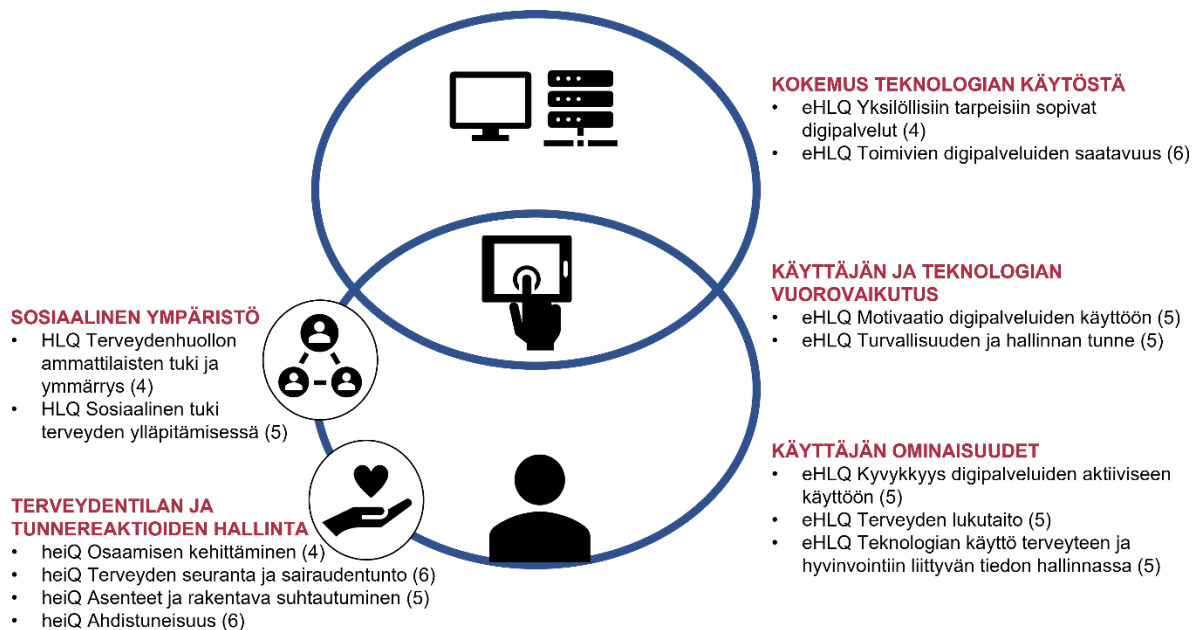 KOKEMUS TEKNOLOGIAN KÄYTÖSTÄ
• eHLQ Yksilöllisiin tarpeisiin sopivat
digipalvelut (4)
• eHLQ Toimivien digipalveluiden saatavuus (6)
KÄYTTÄJÄN JA TEKNOLOGIAN
VUOROVAIKUTUS
• eHLQ Motivaatio digipalveluiden käyttöön (5)
• eHLQ Turvallisuuden ja hallinnan tunne (5)
KÄYTTÄJÄN OMINAISUUDET
• eHLQ Kyvykkyys digipalveluiden aktiiviseen
käyttöön (5)
• eHLQ Terveyden lukutaito (5)
• eHLQ Teknologian käyttö terveyteen ja
hyvinvointiin liittyvän tiedon hallinnassa (5)
SOSIAALINEN YMPÄRISTÖ
• HLQ Terveydenhuollon
ammattilaisten tuki ja
ymmärrys (4)
• HLQ Sosiaalinen tuki
terveyden ylläpitämisessä (5)
TERVEYDENTILAN JA
TUNNEREAKTIOIDEN HALLINTA
• heiQ Osaamisen kehittäminen (4)
• heiQ Terveyden seuranta ja sairaudentunto (6)
• heiQ Asenteet ja rakentava suhtautuminen (5)
• heiQ Ahdistuneisuus (6)